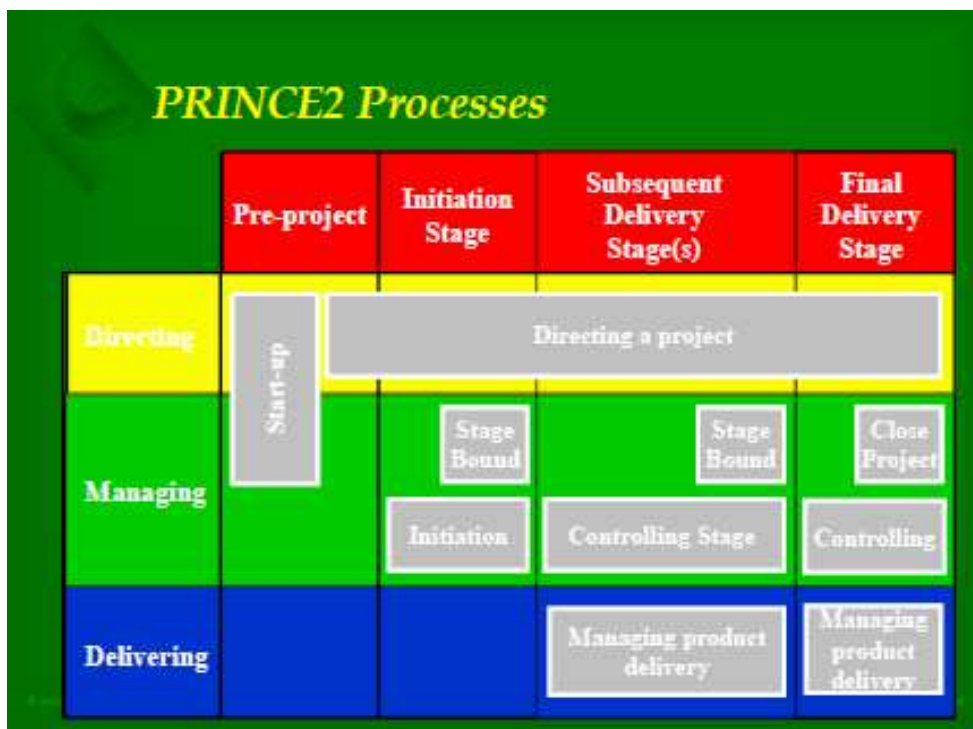 PRINCE2 Processes
Pre-project
Initiation
Stage
Subsequent
Delivery
Stage(s)
Final
Delivery
Stage
Directing
Start-up
Directing a project
Managing
Stage
Bound
Stage
Bound
Close
Project
Initiation
Controlling Stage
Controlling
Delivering
Managing product
delivery
Managing
product
delivery